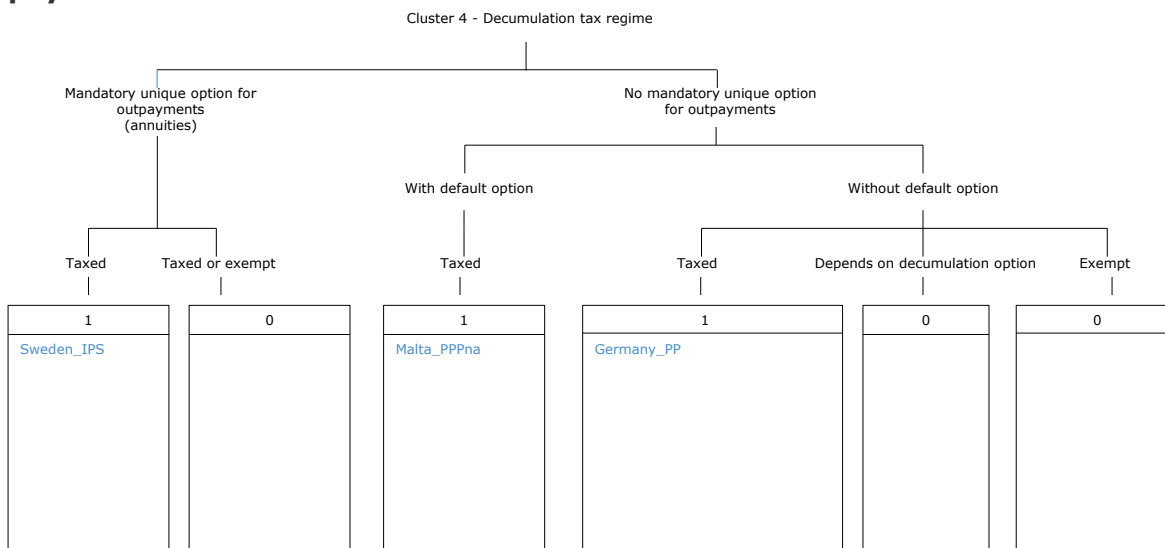 Cluster 4 - Decumulation tax regime
Mandatory unique option for
outpayments
(annuities)
No mandatory unique option
for outpayments
With default option
Without default option
Taxed
Taxed or exempt
Taxed
Taxed
Depends on decumulation option
Exempt
1
0
1
1
0
0
Sweden_IPS
Malta_PPPna
Germany_PP